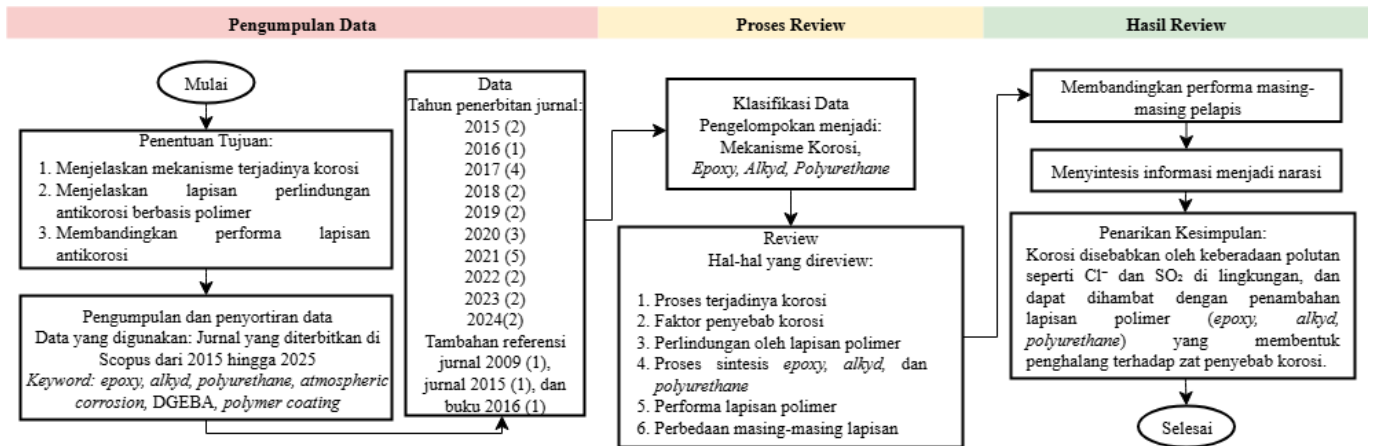 Pengumpulan Data
Proses Review
Hasil Review
Mulai
Penentuan Tujuan:
1. Menjelaskan mekanisme terjadinya korosi
2. Menjelaskan lapisan perlindungan
antikorosi berbasis polimer
3. Membandingkan performa lapisan
antikorosi
Pengumpulan dan penyortiran data
Data yang digunakan: Jurnal yang diterbitkan di
Scopus dari 2015 hingga 2025
Keyword: epoxy, alkyd, polyurethane, atmospheric
corrosion, DGEBA, polymer coating
Data
Tahun penerbitan jurnal:
2015 (2)
2016 (1)
2017 (4)
2018 (2)
2019 (2)
2020 (3)
2021 (5)
2022 (2)
2023 (2)
2024(2)
Tambahan referensi
jurnal 2009 (1),
jurnal 2015 (1), dan
buku 2016 (1)
Klasifikasi Data
Pengelompokan menjadi:
Mekanisme Korosi,
Epoxy, Alkyd, Polyurethane
Review
Hal-hal yang direview:
1. Proses terjadinya korosi
2. Faktor penyebab korosi
3. Perlindungan oleh lapisan polimer
4. Proses sintesis epoxy, alkyd, dan
polyurethane
5. Performa lapisan polimer
6. Perbedaan masing-masing lapisan
Membandingkan performa masing-
masing pelapis
Menyintesis informasi menjadi narasi
Penarikan Kesimpulan:
Korosi disebabkan oleh keberadaan polutan
seperti Cl⁻ dan SO₂ di lingkungan, dan
dapat dihambat dengan penambahan
lapisan polimer (epoxy, alkyd,
polyurethane) yang membentuk
penghalang terhadap zat penyebab korosi.
Selesai